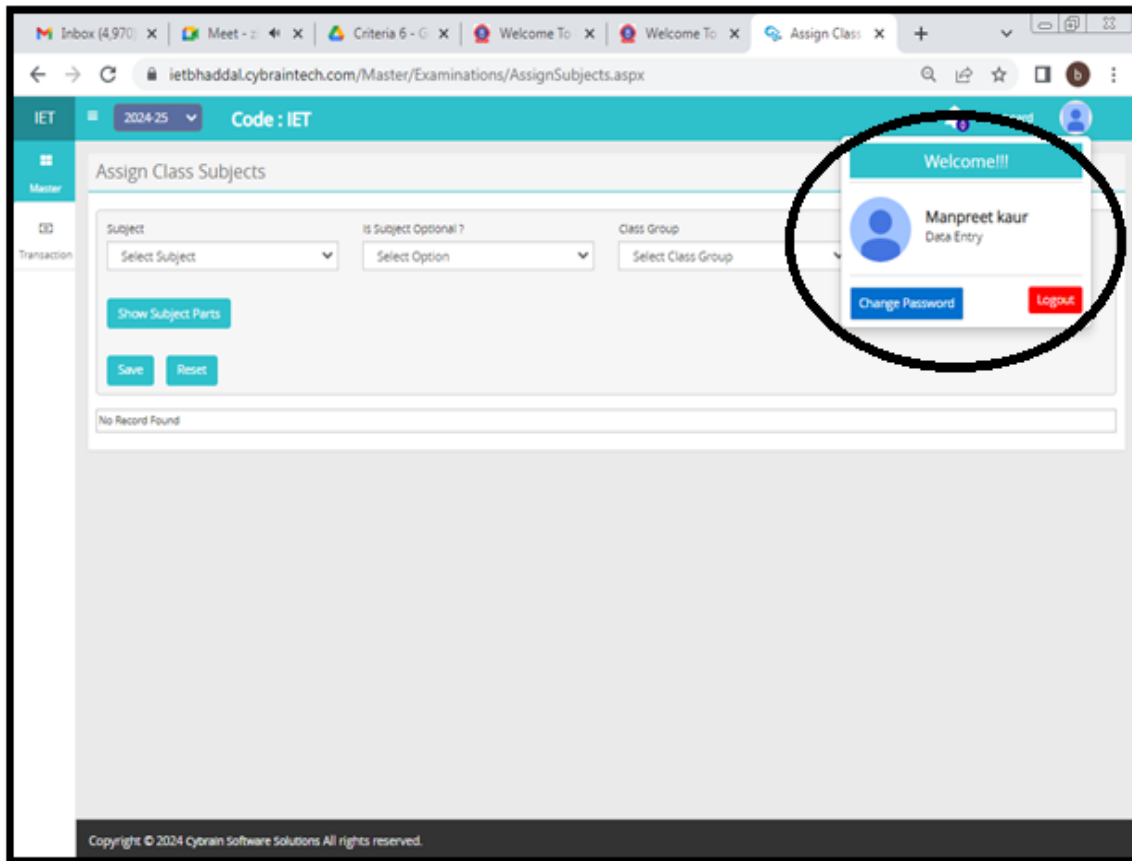 Inbox (4,970) Meet - z Criteria 6 - G Welcome To Welcome To Assign Class
ietbhaddal.cybraintech.com/Master/Examinations/AssignSubjects.aspx b
IET 2024-25 Code : IET 0
Master
Transaction
Assign Class Subjects
Subject Is Subject Optional ? Class Group
Select Subject Select Option Select Class Group
Show Subject Parts
Save Reset
No Record Found
Welcome!!!
Manpreet kaur
Data Entry
Change Password Logout
Copyright © 2024 Cybrain Software Solutions All rights reserved.